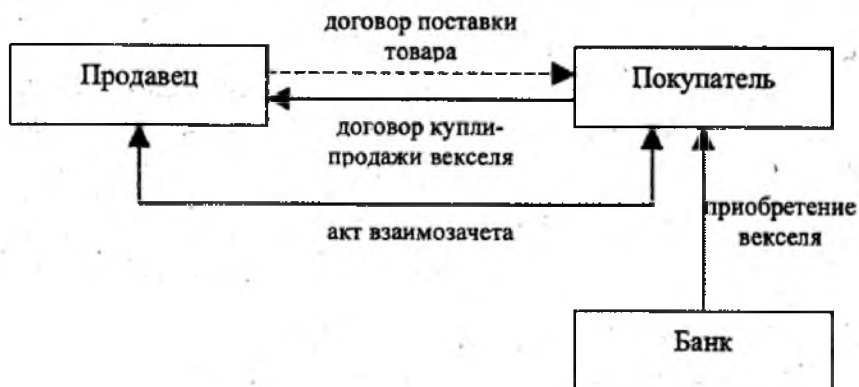 договор поставки
товара
Продавец
Покупатель
договор купли-
продажи векселя
акт взаимозачета
приобретение
векселя
Банк